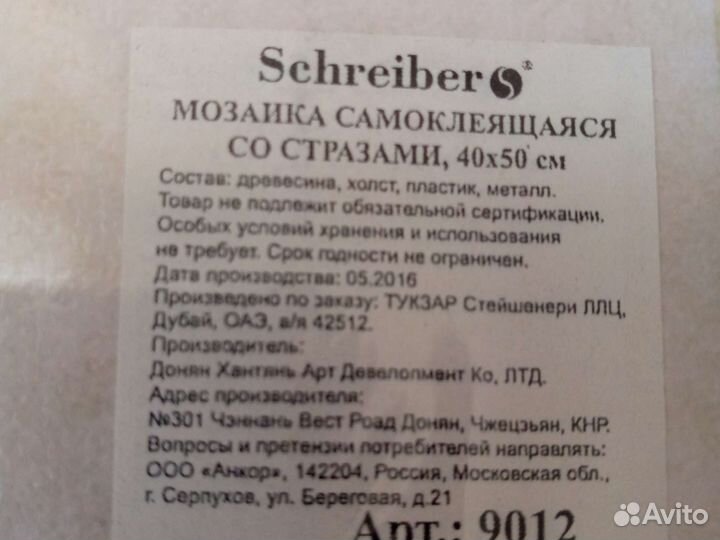 Schreiber ®
МОЗАИКА САМОКЛЕЯЩАЯСЯ
СО СТРАЗАМИ, 40x50 см
Состав: древесина, холст, пластик, металл.
Товар не подлежит обязательной сертификации.
Особых условий хранения и использования
не требует. Срок годности не ограничен.
Дата производства: 05.2016
Произведено по заказу: ТУКЗАР Стейшенери ЛЛЦ,
Дубай, ОАЭ, а/я 42512.
Производитель:
Донян Хантянь Арт Девелопмент Ко, ЛТД.
Адрес производителя:
№301 Чэннань Вест Роад Донян, Чжецзьян, КНР.
Вопросы и претензии потребителей направлять:
ООО «Анкор», 142204, Россия, Московская обл.,
г. Серпухов, ул. Береговая, д.21
Арт.: 9012
Avito